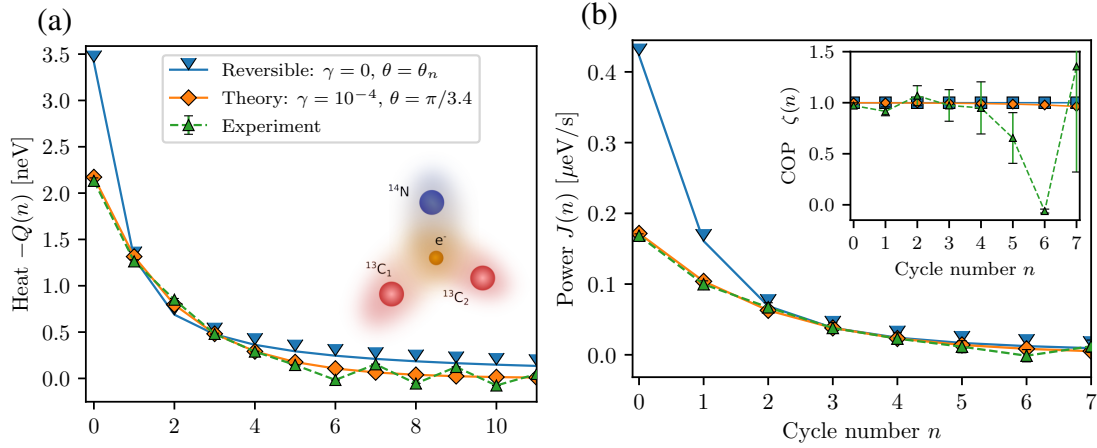 (a)
Heat −Q(n) [neV]
3.5
3.0
2.5
2.0
1.5
1.0
0.5
0.0
0 2 4 6 8 10
Reversible: γ = 0, θ = θₙ
Theory: γ = 10⁻⁴, θ = π/3.4
Experiment
¹⁴N
e⁻
¹³C₁
¹³C₂
(b)
Power J(n) [μeV/s]
0.4
0.3
0.2
0.1
0.0
0 1 2 3 4 5 6 7
Cycle number n
COP ζ(n)
1.5
1.0
0.5
0.0
0 1 2 3 4 5 6 7
Cycle number n